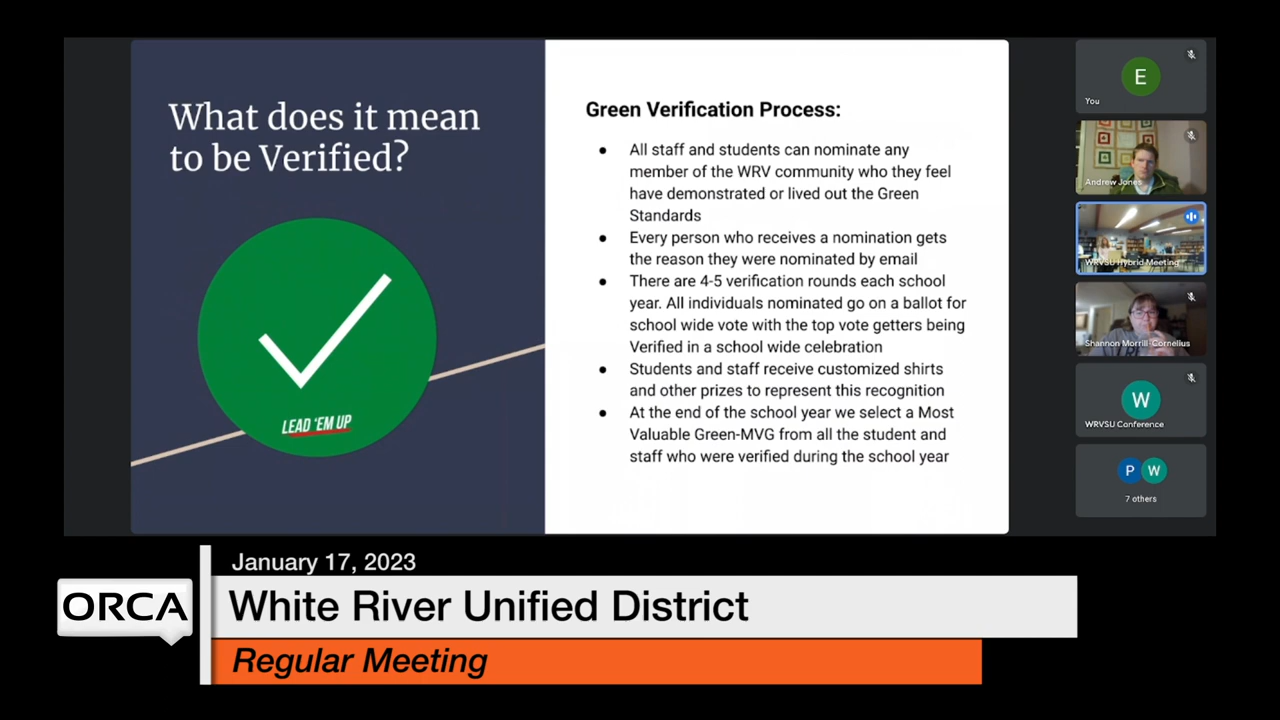 What does it mean
to be Verified?
LEAD 'EM UP
Green Verification Process:
All staff and students can nominate any
member of the WRV community who they feel
have demonstrated or lived out the Green
Standards
Every person who receives a nomination gets
the reason they were nominated by email
There are 4-5 verification rounds each school
year. All individuals nominated go on a ballot for
school wide vote with the top vote getters being
Verified in a school wide celebration
Students and staff receive customized shirts
and other prizes to represent this recognition
At the end of the school year we select a Most
Valuable Green-MVG from all the student and
staff who were verified during the school year
E
You
Andrew Jones
WRVSU Hybrid Meeting
Shannon Morrill-Cornelius
W
WRVSU Conference
P W
7 others
January 17, 2023
ORCA
White River Unified District
Regular Meeting